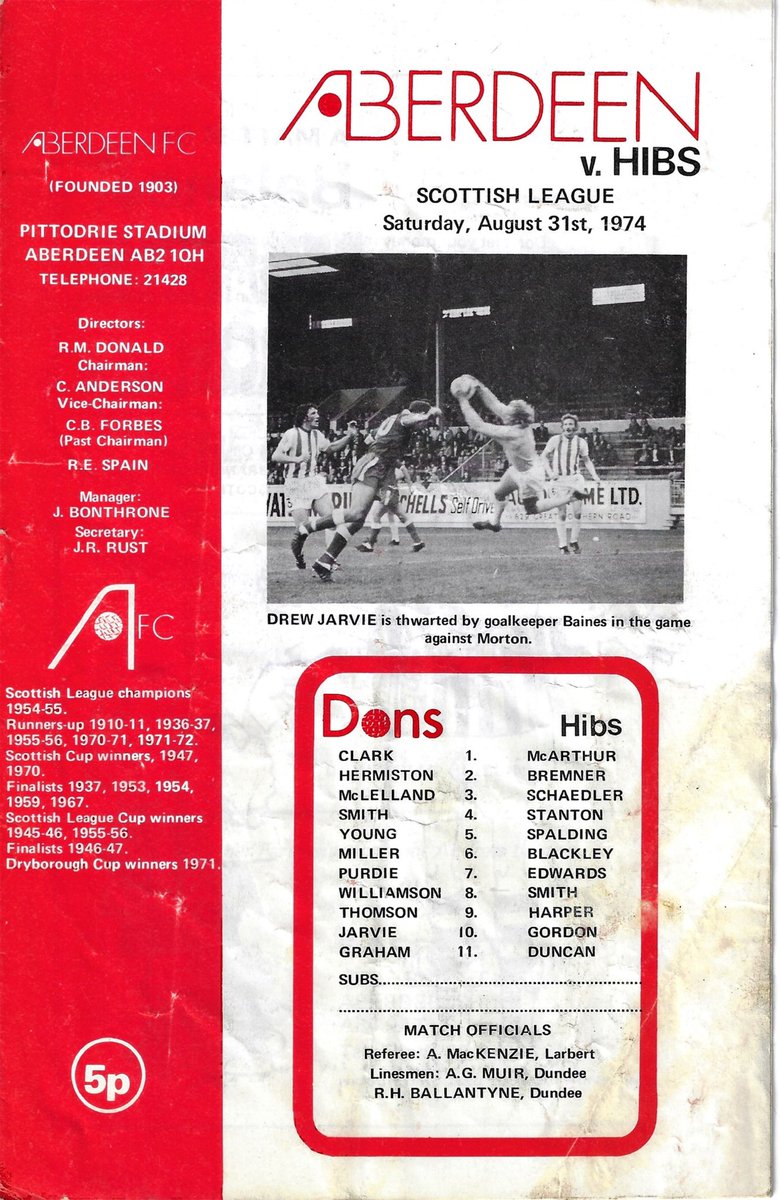 ABERDEEN FC
(FOUNDED 1903)
PITTODRIE STADIUM
ABERDEEN AB2 1QH
TELEPHONE: 21428
Directors:
R.M. DONALD
Chairman:
C. ANDERSON
Vice-Chairman:
C.B. FORBES
(Past Chairman)
R.E. SPAIN
Manager:
J. BONTHRONE
Secretary:
J.R. RUST
AFC
Scottish League champions
1954-55.
Runners-up 1910-11, 1936-37,
1955-56, 1970-71, 1971-72.
Scottish Cup winners, 1947,
1970.
Finalists 1937, 1953, 1954,
1959, 1967.
Scottish League Cup winners
1945-46, 1955-56.
Finalists 1946-47.
Dryborough Cup winners 1971.
5p
ABERDEEN
v. HIBS
SCOTTISH LEAGUE
Saturday, August 31st, 1974
CHELLS Self Drive ME LTD.
DREW JARVIE is thwarted by goalkeeper Baines in the game
against Morton.
Dons Hibs
CLARK 1. McARTHUR
HERMISTON 2. BREMNER
McLELLAND 3. SCHAEDLER
SMITH 4. STANTON
YOUNG 5. SPALDING
MILLER 6. BLACKLEY
PURDIE 7. EDWARDS
WILLIAMSON 8. SMITH
THOMSON 9. HARPER
JARVIE 10. GORDON
GRAHAM 11. DUNCAN
SUBS
MATCH OFFICIALS
Referee: A. MacKENZIE, Larbert
Linesmen: A.G. MUIR, Dundee
R.H. BALLANTYNE, Dundee